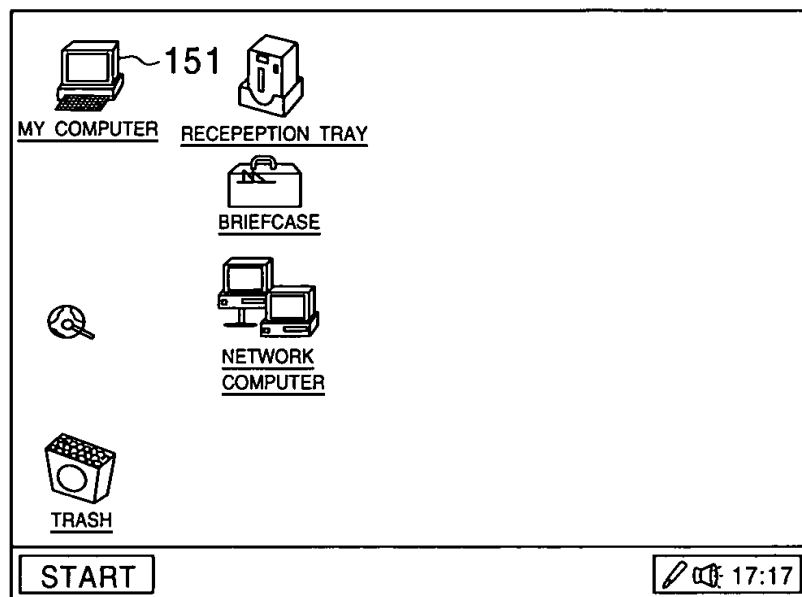 151
MY COMPUTER
RECEPEPTION TRAY
BRIEFCASE
NETWORK
COMPUTER
TRASH
START
17:17